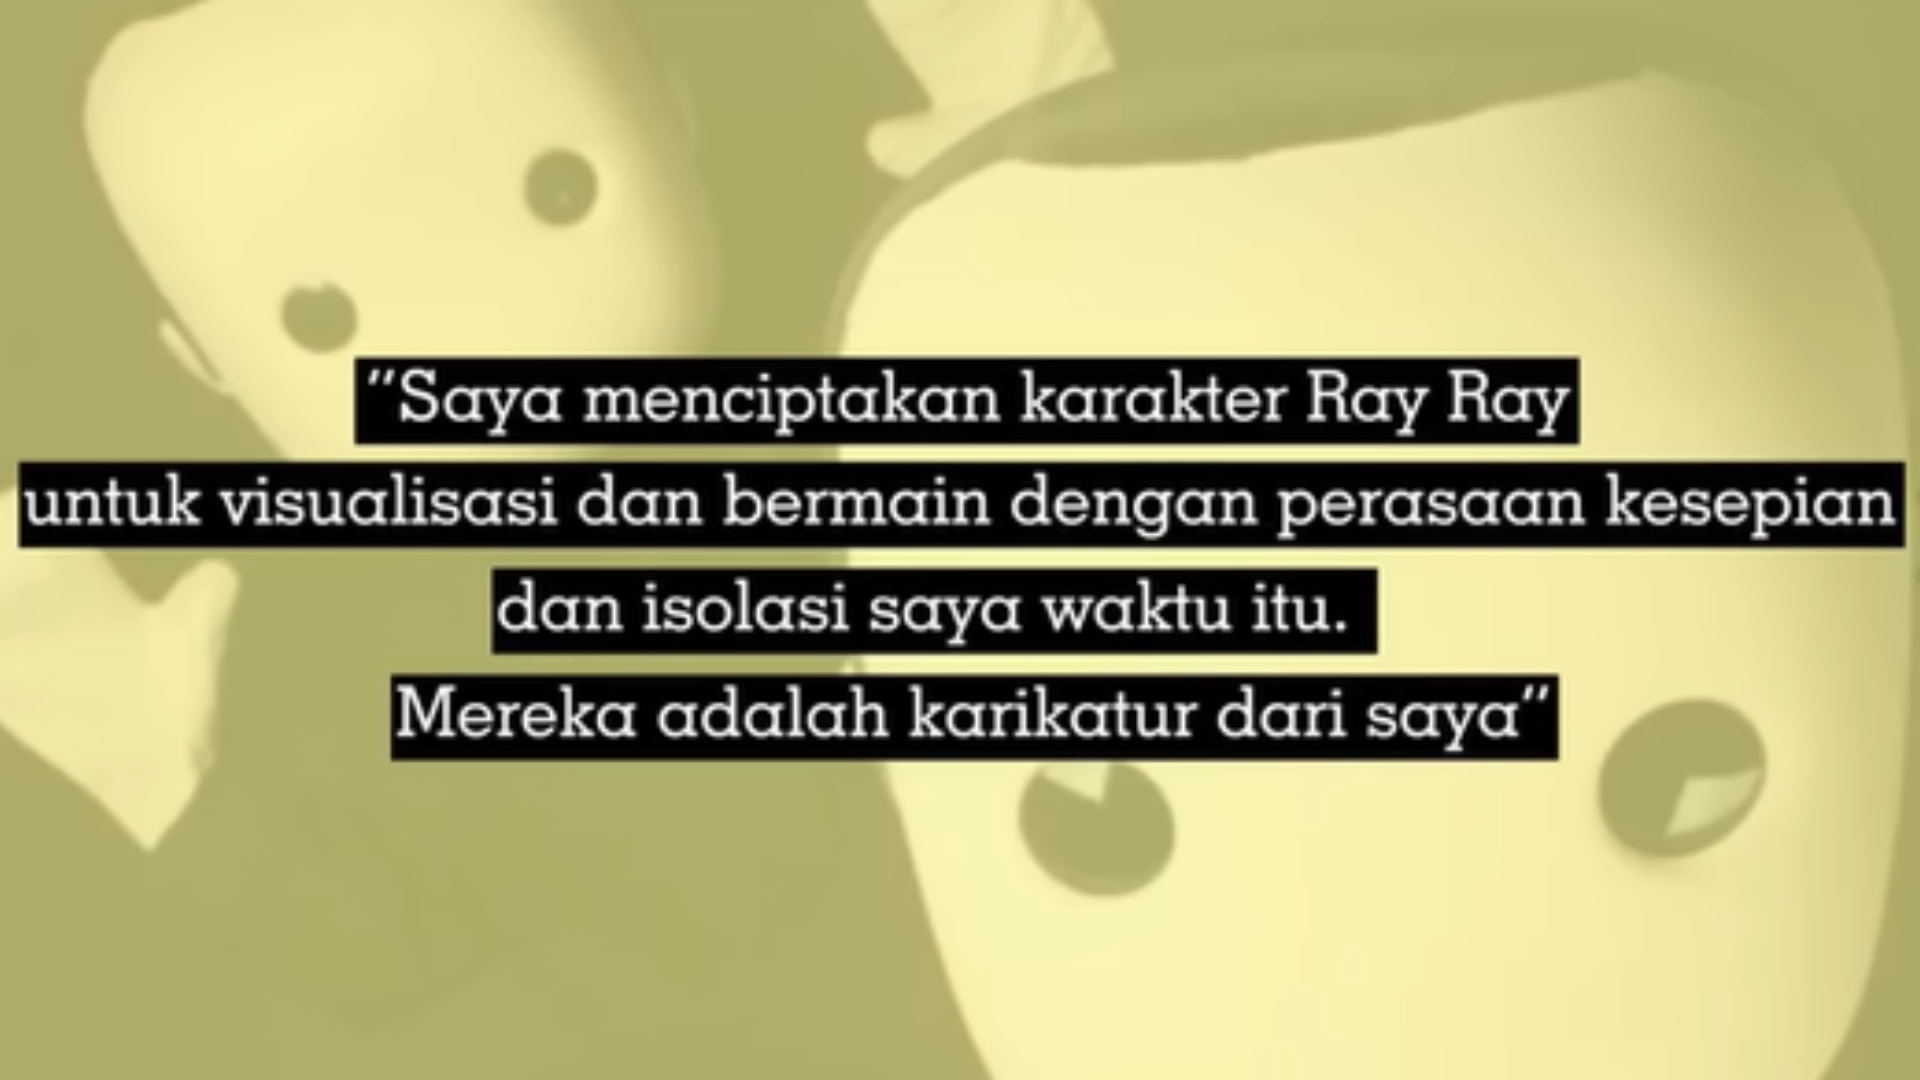 "Saya menciptakan karakter Ray Ray
untuk visualisasi dan bermain dengan perasaan kesepian
dan isolasi saya waktu itu.
Mereka adalah karikatur dari saya"